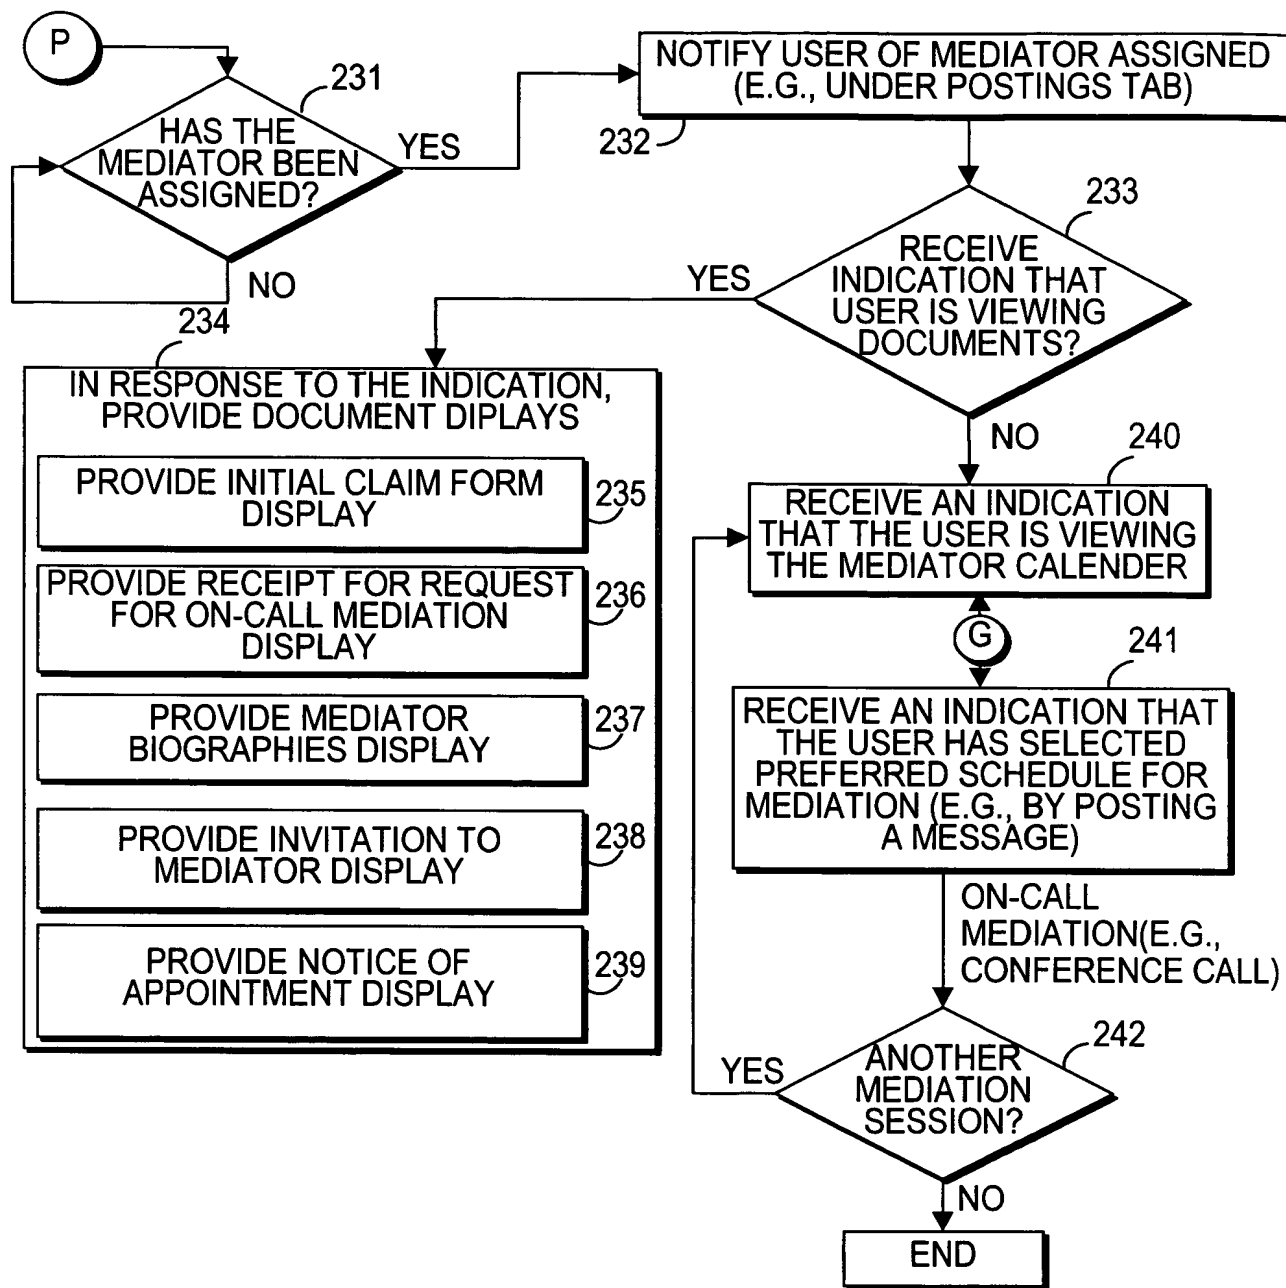 P
231
HAS THE
MEDIATOR BEEN
ASSIGNED?
YES
NO
NOTIFY USER OF MEDIATOR ASSIGNED
(E.G., UNDER POSTINGS TAB)
232
233
RECEIVE
INDICATION THAT
USER IS VIEWING
DOCUMENTS?
YES
NO
234
IN RESPONSE TO THE INDICATION,
PROVIDE DOCUMENT DIPLAYS
PROVIDE INITIAL CLAIM FORM
DISPLAY
235
PROVIDE RECEIPT FOR REQUEST
FOR ON-CALL MEDIATION
DISPLAY
236
PROVIDE MEDIATOR
BIOGRAPHIES DISPLAY
237
PROVIDE INVITATION TO
MEDIATOR DISPLAY
238
PROVIDE NOTICE OF
APPOINTMENT DISPLAY
239
240
RECEIVE AN INDICATION
THAT THE USER IS VIEWING
THE MEDIATOR CALENDER
G
241
RECEIVE AN INDICATION THAT
THE USER HAS SELECTED
PREFERRED SCHEDULE FOR
MEDIATION (E.G., BY POSTING
A MESSAGE)
ON-CALL
MEDIATION(E.G.,
CONFERENCE CALL)
242
ANOTHER
MEDIATION
SESSION?
YES
NO
END